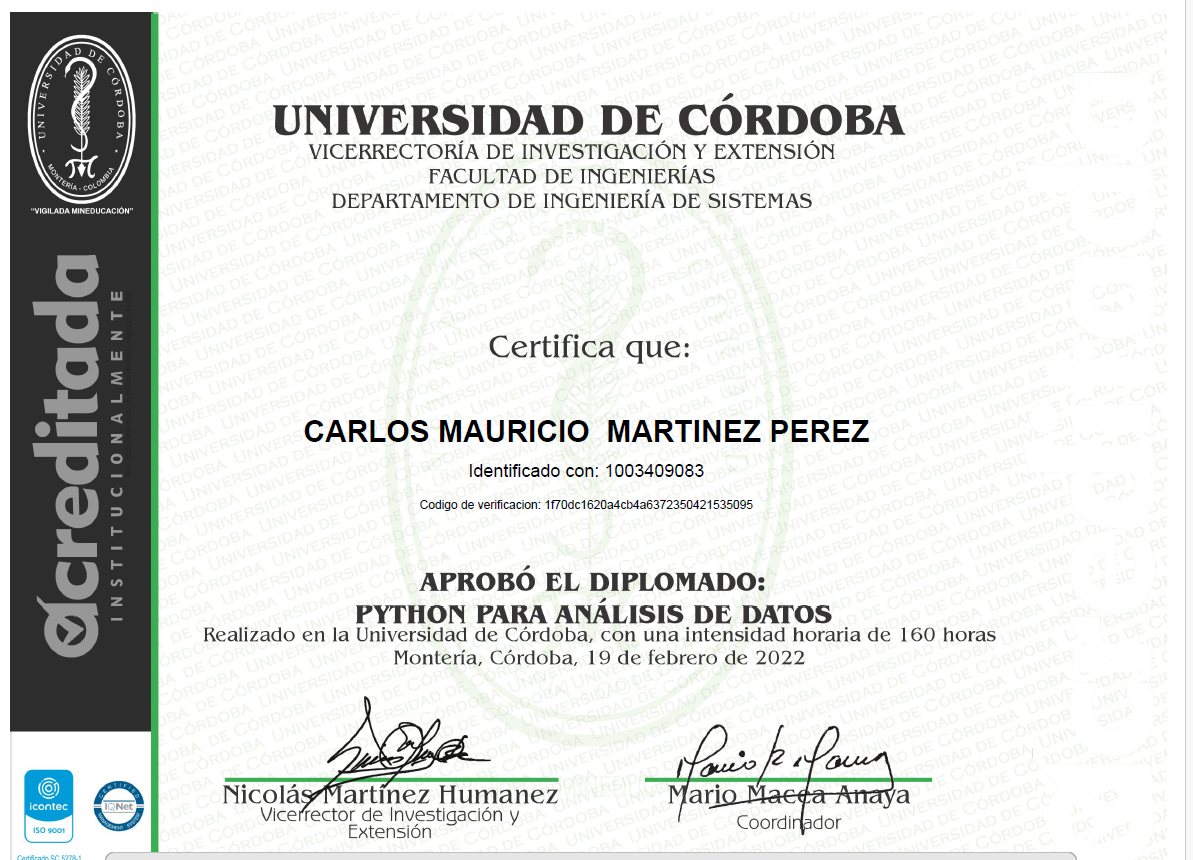 UNIVERSIDAD DE CÓRDOBA
MONTERÍA - COLOMBIA
"VIGILADA MINEDUCACIÓN"
acreditada
INSTITUCIONALMENTE
UNIVERSIDAD DE CÓRDOBA
VICERRECTORÍA DE INVESTIGACIÓN Y EXTENSIÓN
FACULTAD DE INGENIERÍAS
DEPARTAMENTO DE INGENIERÍA DE SISTEMAS
Certifica que:
CARLOS MAURICIO MARTINEZ PEREZ
Identificado con: 1003409083
Codigo de verificacion: 1f70dc1620a4cb4a6372350421535095
APROBÓ EL DIPLOMADO:
PYTHON PARA ANÁLISIS DE DATOS
Realizado en la Universidad de Córdoba, con una intensidad horaria de 160 horas
Montería, Córdoba, 19 de febrero de 2022
Nicolás Martínez Humanez
Vicerrector de Investigación y
Extensión
Mario Macea Anaya
Coordinador
icontec
ISO 9001
CERTIFIED
IQNet
MANAGEMENT SYSTEM
Certificado SC 5278-1